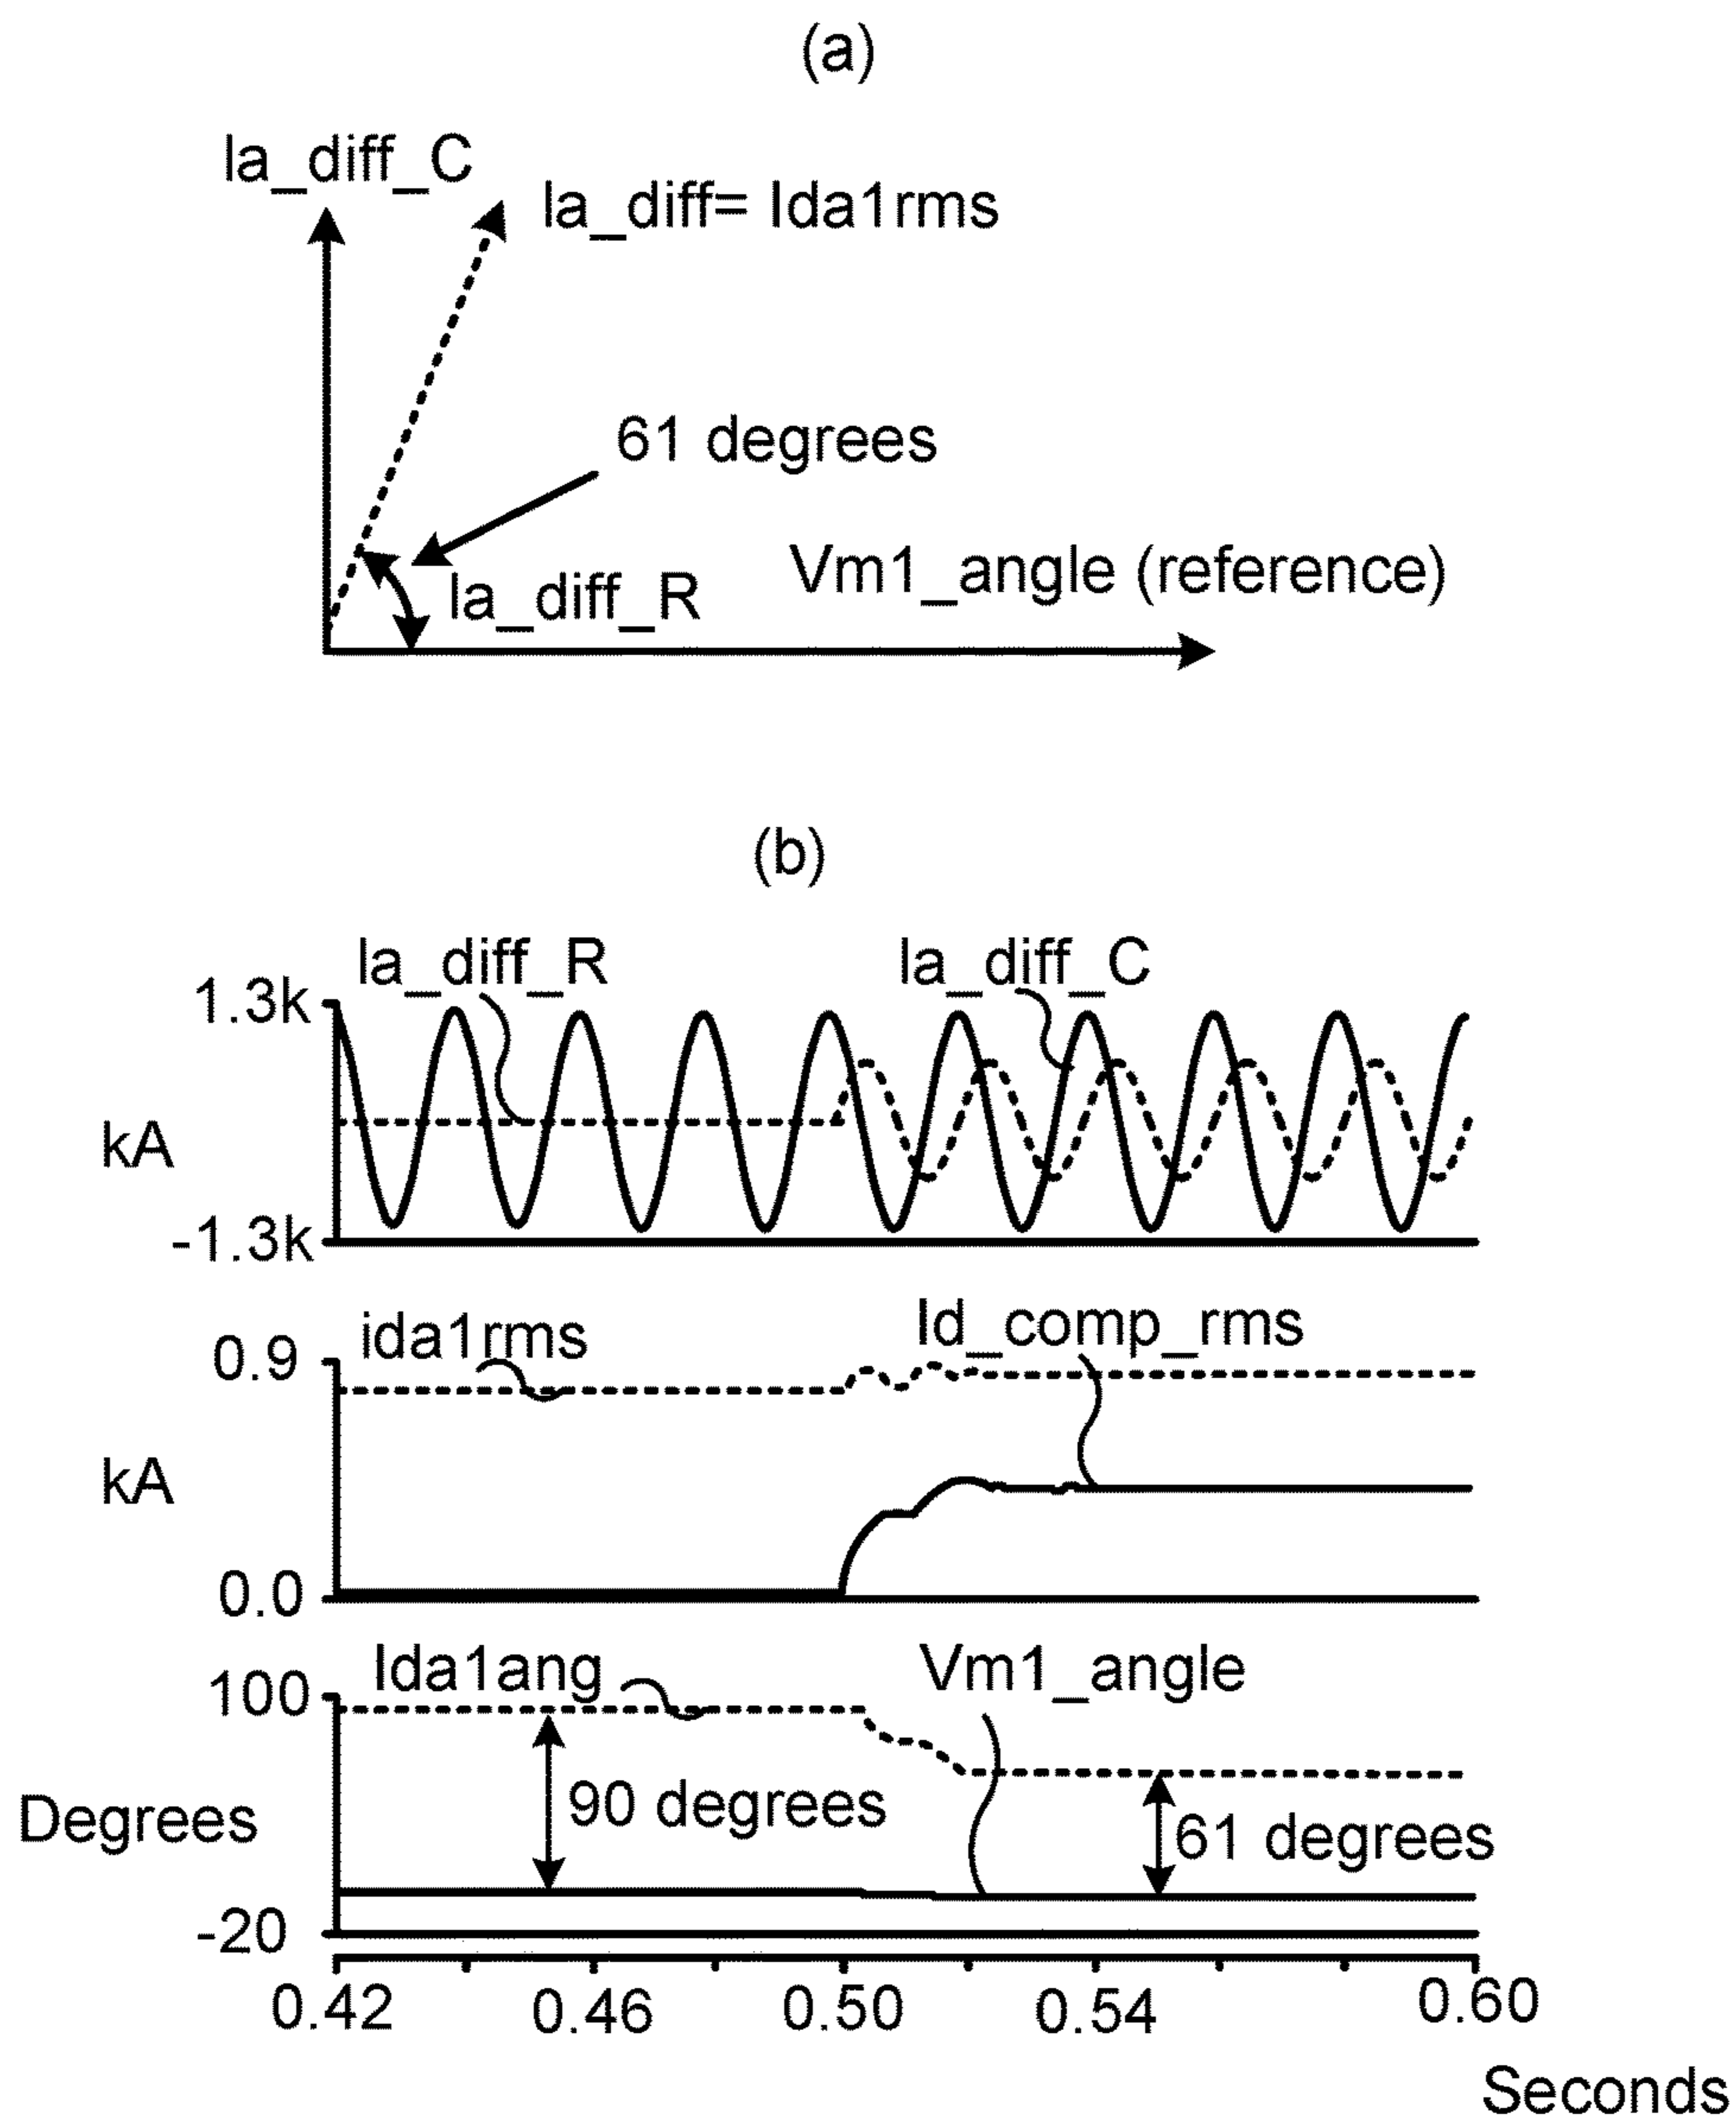 (a)
Ia_diff_C
Ia_diff= Ida1rms
61 degrees
Vm1_angle (reference)
Ia_diff_R
(b)
Ia_diff_R
Ia_diff_C
1.3k
kA
-1.3k
ida1rms
Id_comp_rms
0.9
kA
0.0
Ida1ang
Vm1_angle
100
90 degrees
Degrees
61 degrees
-20
0.42 0.46 0.50 0.54 0.60
Seconds